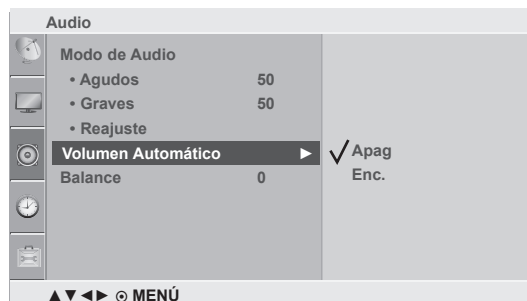 Audio
Modo de Audio
• Agudos 50
• Graves 50
• Reajuste
Volumen Automático ►
Balance 0
Apag
Enc.
▲▼◄► ⊙ MENÚ